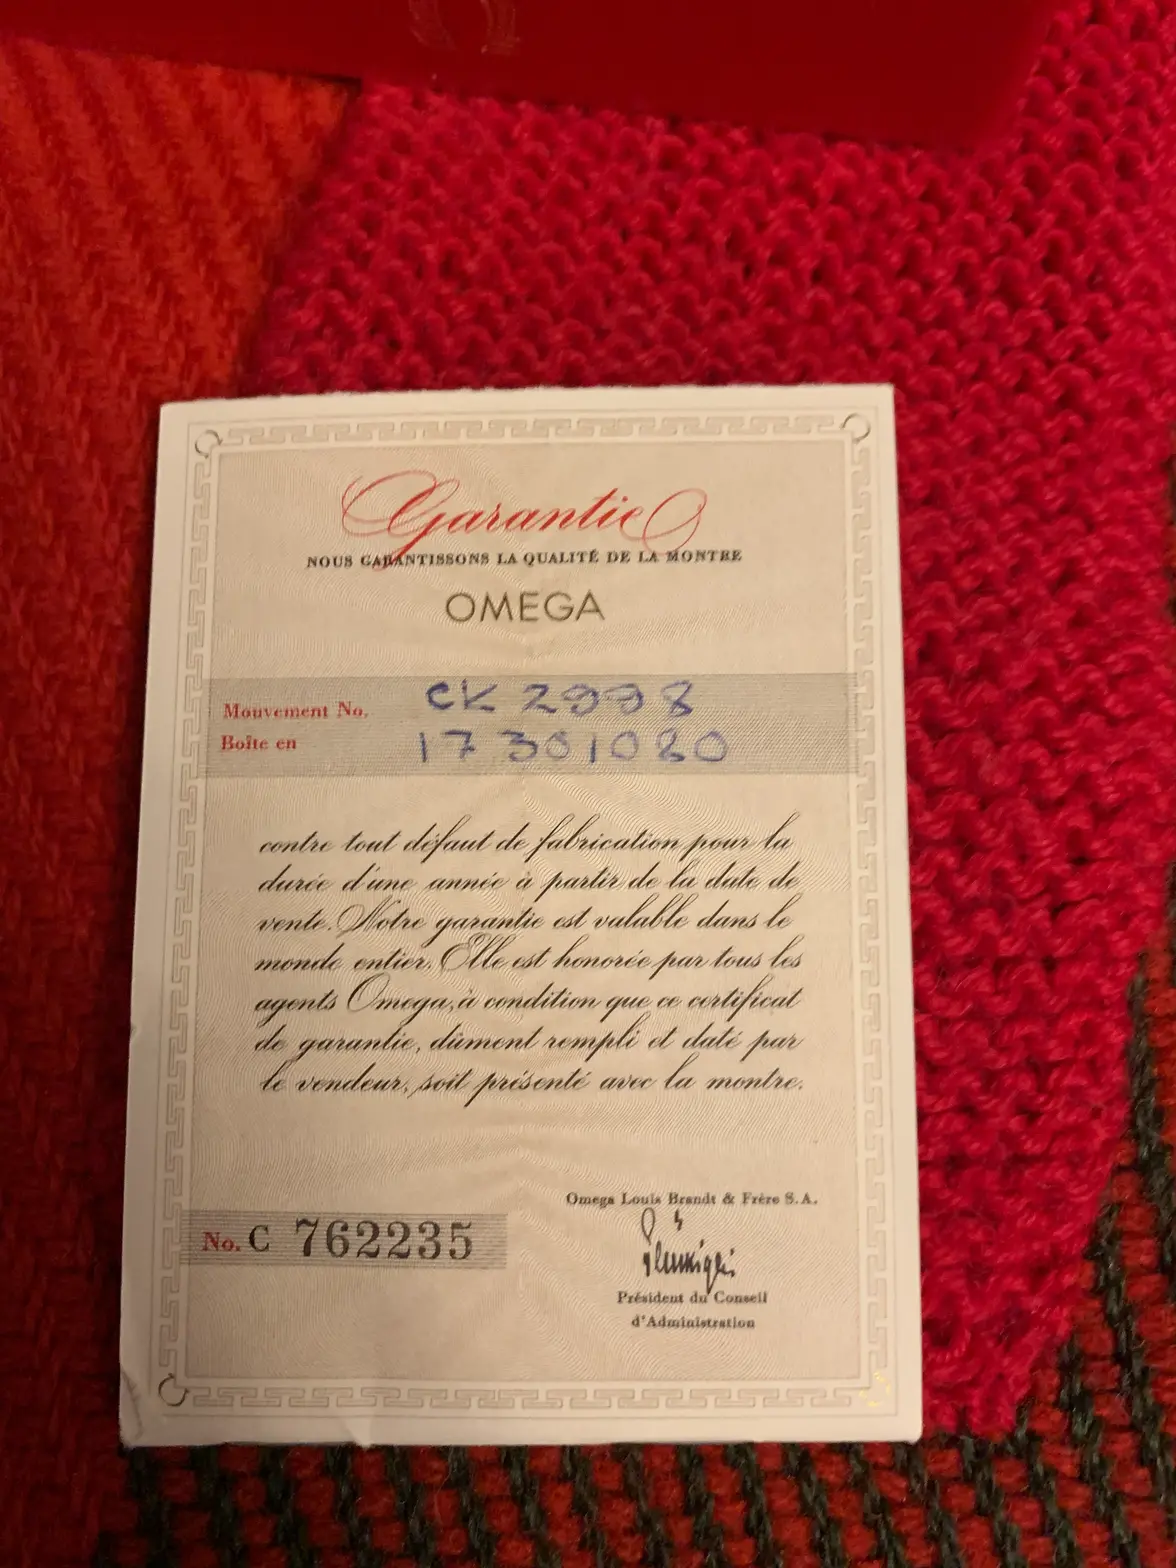 Garantie
NOUS GARANTISSONS LA QUALITÉ DE LA MONTRE
OMEGA
Mouvement No. CK 2998
Boîte en 17301080
contre tout défaut de fabrication pour la
durée d'une année à partir de la date de
vente. Notre garantie est valable dans le
monde entier. Elle est honorée par tous les
agents Omega, à condition que ce certificat
de garantie, dûment rempli et daté par
le vendeur, soit présenté avec la montre.
Omega Louis Brandt & Frère S.A.
No. C 762235
Président du Conseil
d'Administration